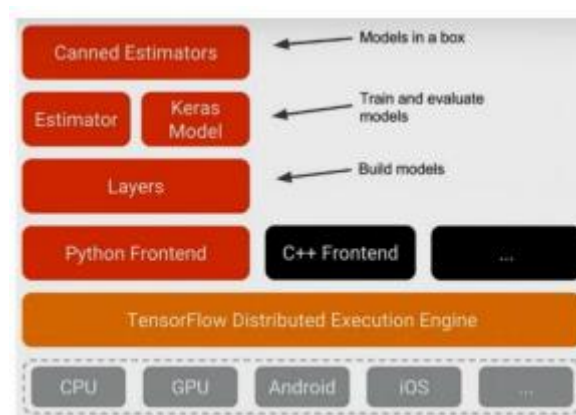 Canned Estimators
Models in a box
Estimator
Keras
Model
Train and evaluate
models
Layers
Build models
Python Frontend
C++ Frontend
...
TensorFlow Distributed Execution Engine
CPU
GPU
Android
iOS
...